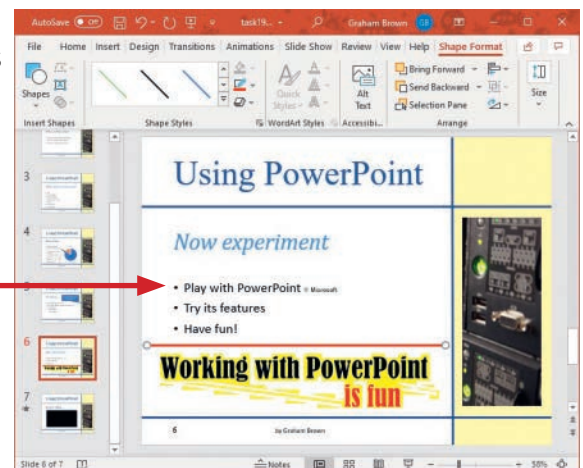 AutoSave Off task19... - Graham Brown GB
File Home Insert Design Transitions Animations Slide Show Review View Help Shape Format
Shapes
Quick Styles
Alt Text
Bring Forward
Send Backward
Selection Pane
Size
Insert Shapes Shape Styles WordArt Styles Accessibi... Arrange
3
4
5
6
7
Using PowerPoint
Now experiment
• Play with PowerPoint © Microsoft
• Try its features
• Have fun!
Working with PowerPoint
is fun
6 by Graham Brown
Slide 6 of 7 Notes 58%